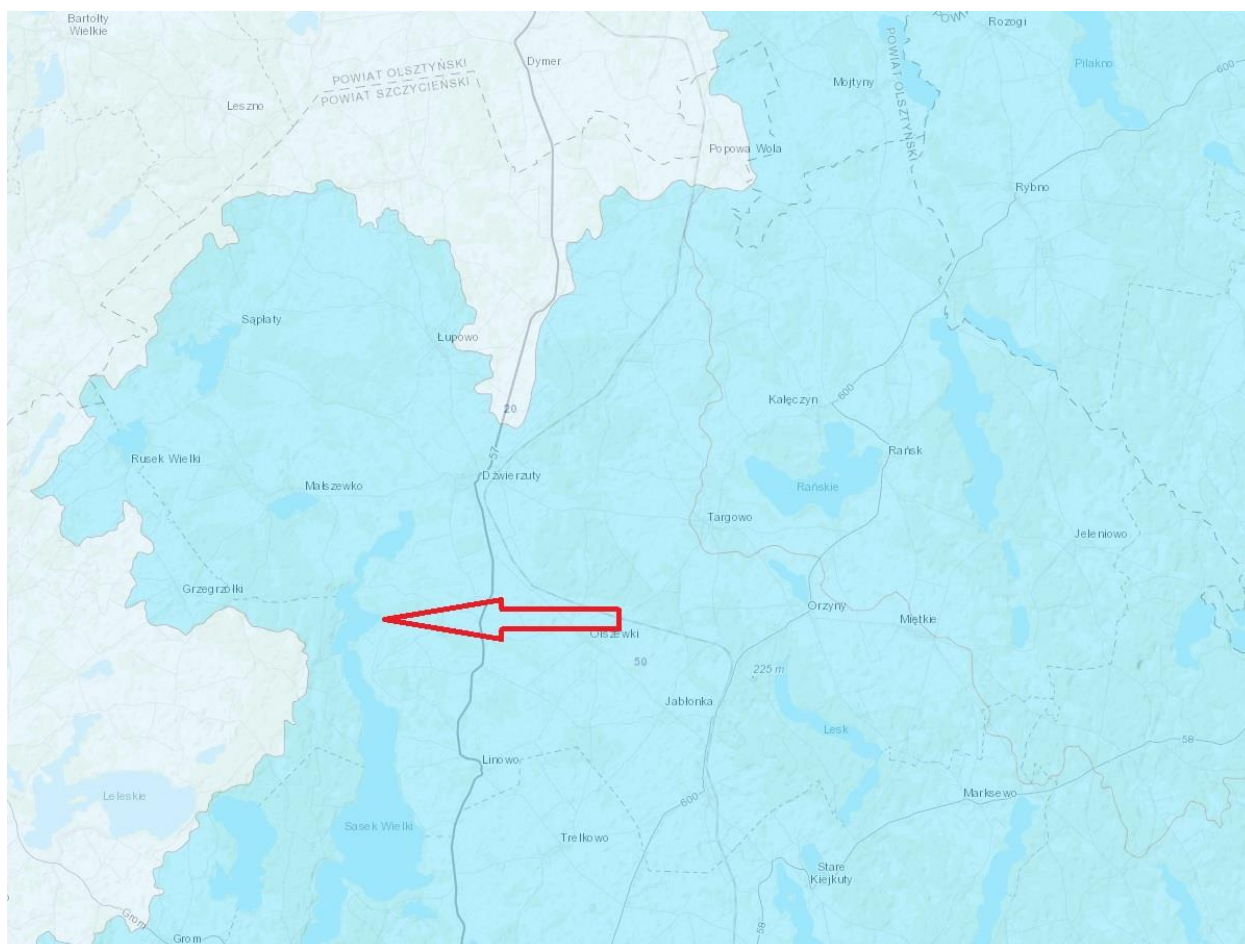 Bartołty
Wielkie
Rozogi
POWI
POWIAT OLSZTYŃSKI
POWIAT SZCZYCIEŃSKI
Dymer
POWIAT OLSZTYŃSKI
Mojtyny
Pilakno
600
Leszno
Popowa Wola
Rybno
Sąpłaty
Łupowo
600
Kałęczyn
20
57
Rańsk
Rusek Wielki
Dźwierzuty
Małszewko
Rańskie
Targowo
Jeleniowo
Grzegrzółki
Orzyny
Miętkie
Olszewki
50
225 m
Jabłonka
Lesk
58
Linowo
Leleskie
600
Marksewo
Sasek Wielki
Trelkowo
Stare
Kiejkuty
Grom
58
Grom